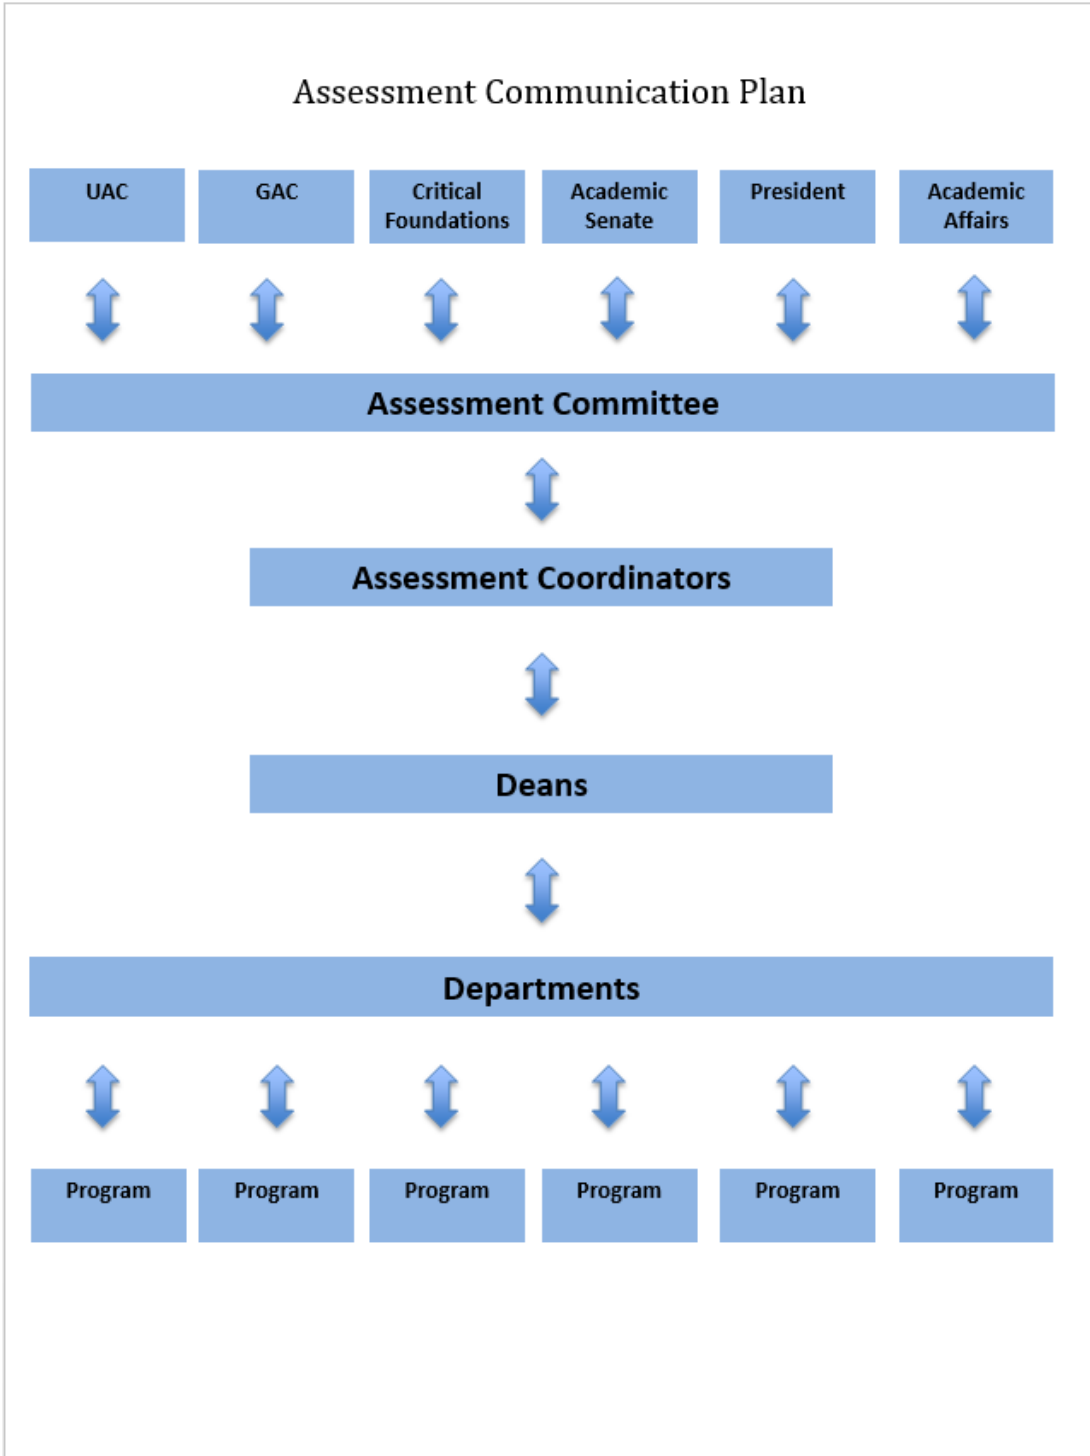 Assessment Communication Plan
UAC
GAC
Critical
Foundations
Academic
Senate
President
Academic
Affairs
Assessment Committee
Assessment Coordinators
Deans
Departments
Program
Program
Program
Program
Program
Program